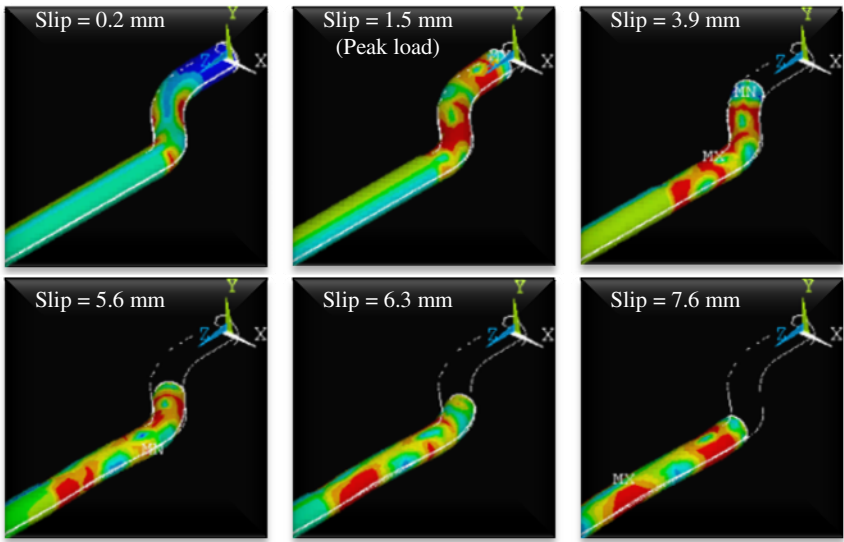 Slip = 0.2 mm
Y
Z
X
Slip = 1.5 mm
(Peak load)
Y
X
Slip = 3.9 mm
Y
Z
X
MN
MX
Slip = 5.6 mm
Y
Z
X
MN
Slip = 6.3 mm
Y
Z
X
Slip = 7.6 mm
Y
Z
X
MX